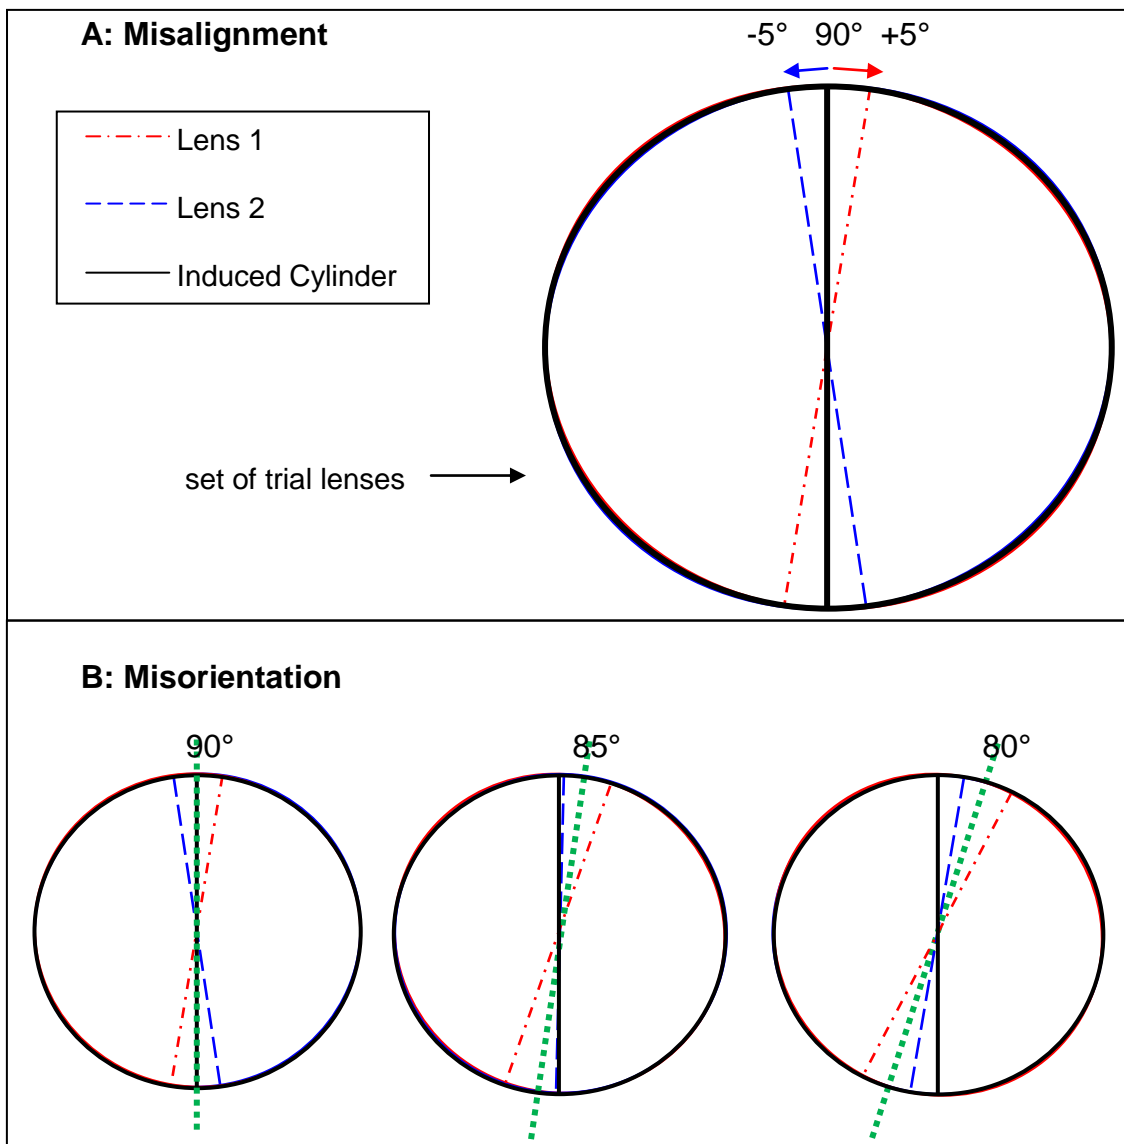 A: Misalignment
-5° 90° +5°
Lens 1
Lens 2
Induced Cylinder
set of trial lenses
B: Misorientation
90° 85° 80°